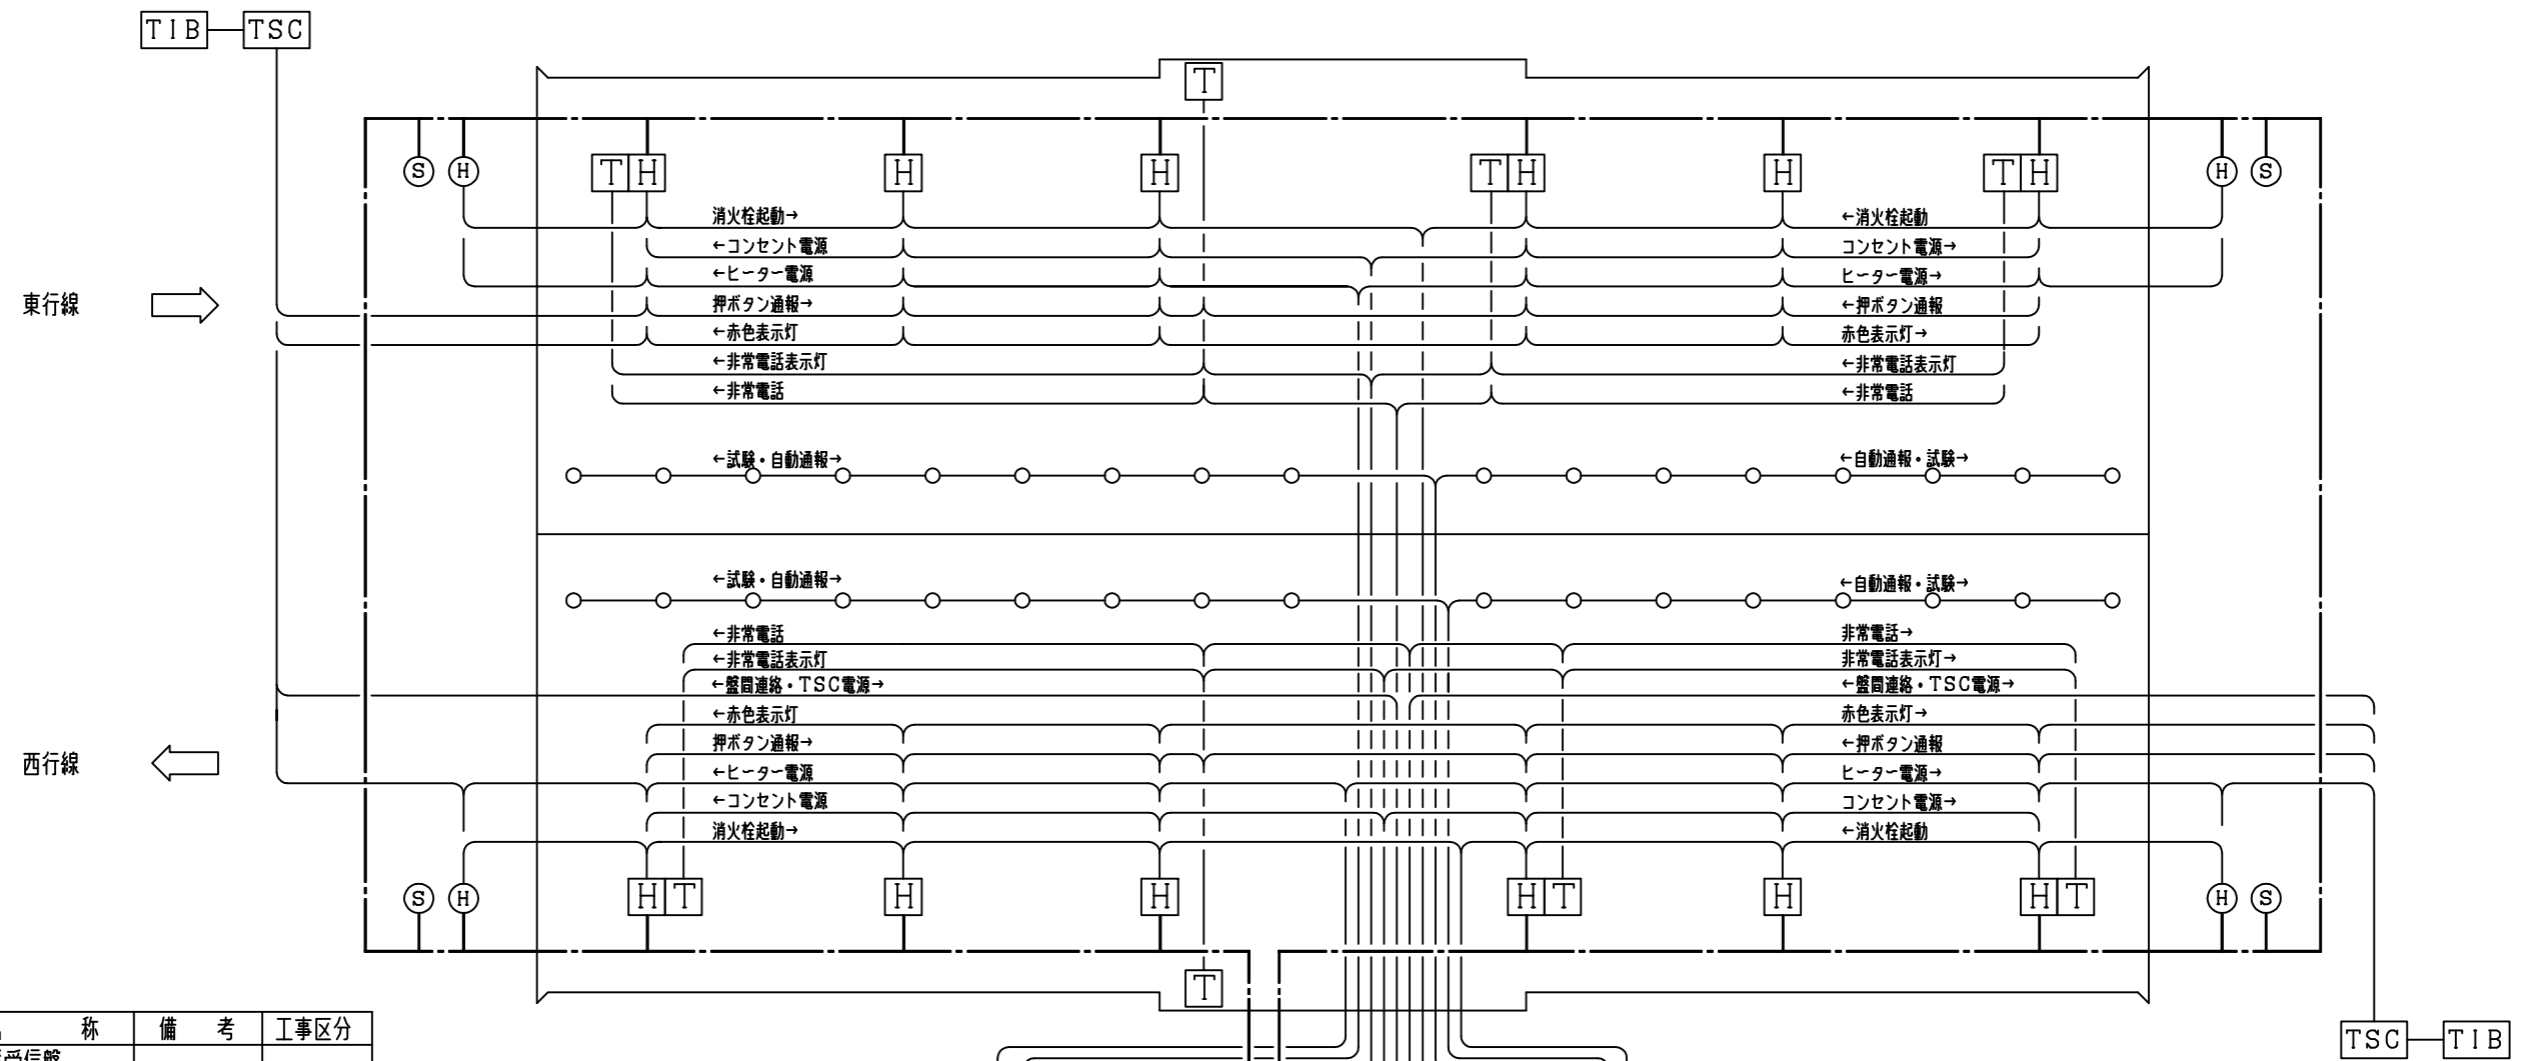 TIB TSC
T
S H T H H H T H H T H H S
消火栓起動→ ←消火栓起動
←コンセント電源 コンセント電源→
←ヒーター電源 ヒーター電源→
東行線 押ボタン通報→ ←押ボタン通報
←赤色表示灯 赤色表示灯→
←非常電話表示灯 ←非常電話表示灯
←非常電話 ←非常電話
←試験・自動通報→ ←自動通報・試験→
←試験・自動通報→ ←自動通報・試験→
←非常電話 非常電話→
←非常電話表示灯 非常電話表示灯→
←盤間連絡・TSC電源→ ←盤間連絡・TSC電源→
←赤色表示灯 赤色表示灯→
押ボタン通報→ ←押ボタン通報
西行線 ←ヒーター電源 ヒーター電源→
←コンセント電源 コンセント電源→
消火栓起動→ ←消火栓起動
S H H T H H H T H H T H S
T
称 備考 工事区分
受信盤
TSC TIB